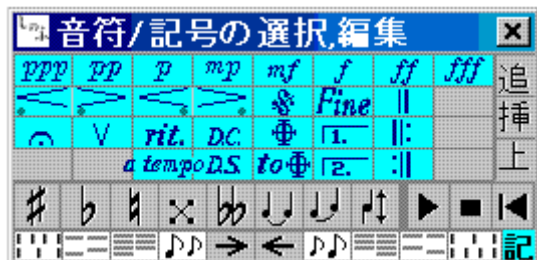 音符/記号の選択,編集
ppp pp p mp mf f ff fff 追
Fine 挿
V rit. D.C. 1.
a tempo D.S. to 2. 上
記